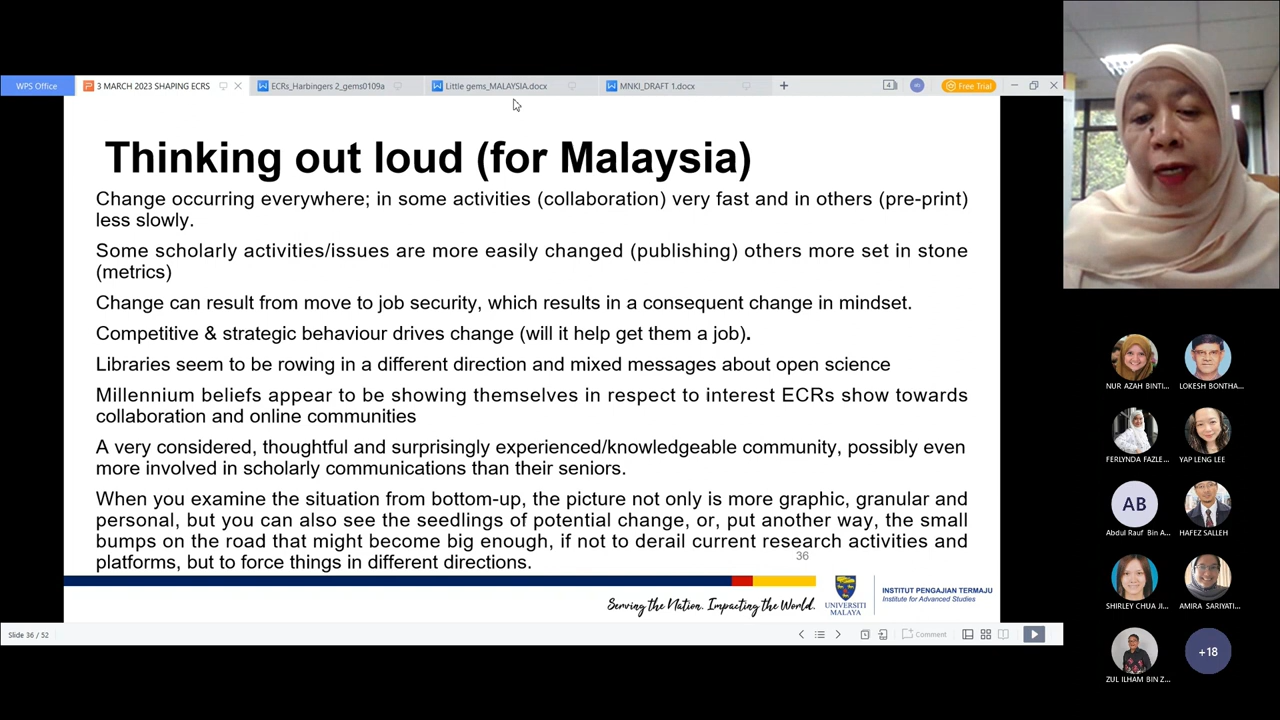 WPS Office
3 MARCH 2023 SHAPING ECRS
ECRs_Harbingers 2_gems0109a
Little gems_MALAYSIA.docx
MNKI_DRAFT 1.docx
Free Trial
Thinking out loud (for Malaysia)
Change occurring everywhere; in some activities (collaboration) very fast and in others (pre-print)
less slowly.
Some scholarly activities/issues are more easily changed (publishing) others more set in stone
(metrics)
Change can result from move to job security, which results in a consequent change in mindset.
Competitive & strategic behaviour drives change (will it help get them a job).
Libraries seem to be rowing in a different direction and mixed messages about open science
Millennium beliefs appear to be showing themselves in respect to interest ECRs show towards
collaboration and online communities
A very considered, thoughtful and surprisingly experienced/knowledgeable community, possibly even
more involved in scholarly communications than their seniors.
When you examine the situation from bottom-up, the picture not only is more graphic, granular and
personal, but you can also see the seedlings of potential change, or, put another way, the small
bumps on the road that might become big enough, if not to derail current research activities and
platforms, but to force things in different directions.
36
Serving the Nation. Impacting the World.
UNIVERSITI
MALAYA
INSTITUT PENGAJIAN TERMAJU
Institute for Advanced Studies
Slide 36 / 52
Comment
NUR AZAH BINTI...
LOKESH BONTHA...
FERLYNDA FAZLE...
YAP LENG LEE
AB
Abdul Rauf Bin A...
HAFEZ SALLEH
SHIRLEY CHUA JI...
AMIRA SARIYATI...
ZUL ILHAM BIN Z...
+18